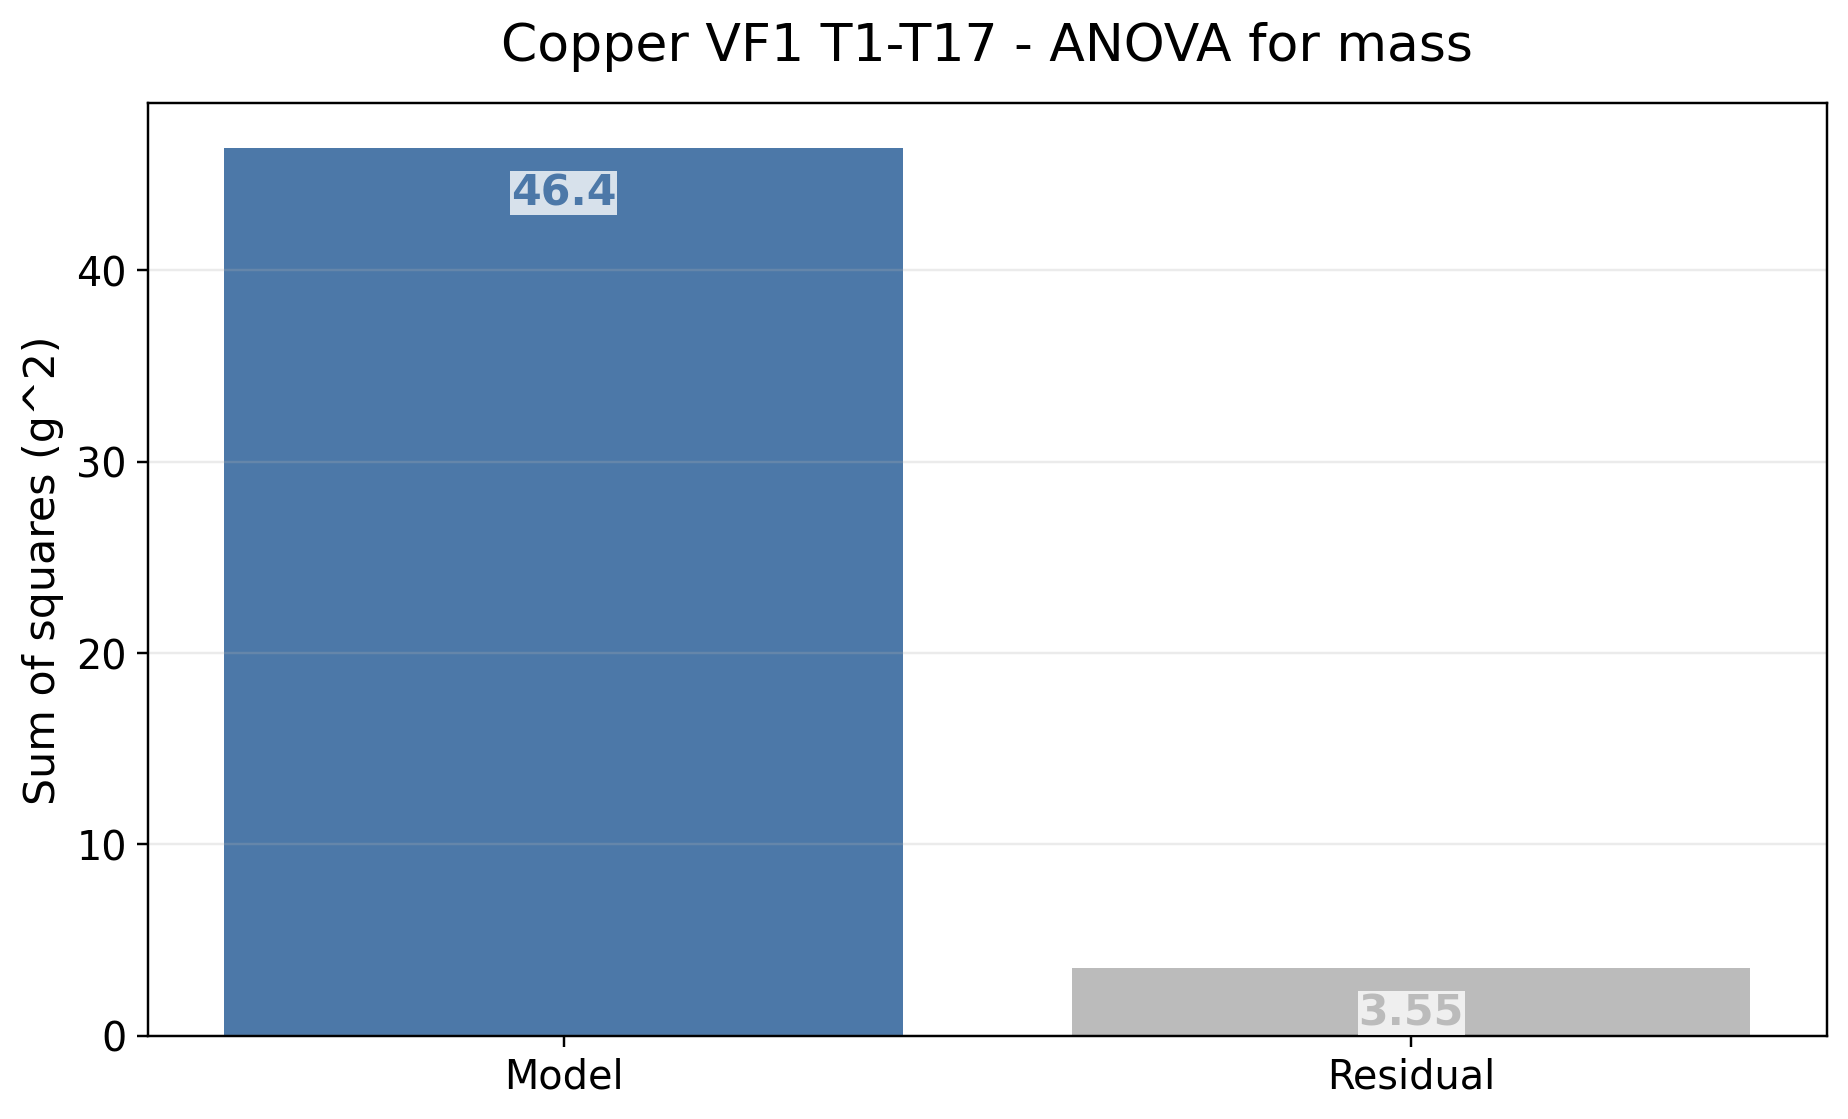 Copper VF1 T1-T17 - ANOVA for mass
Sum of squares (g^2)
40
30
20
10
0
46.4
3.55
Model
Residual